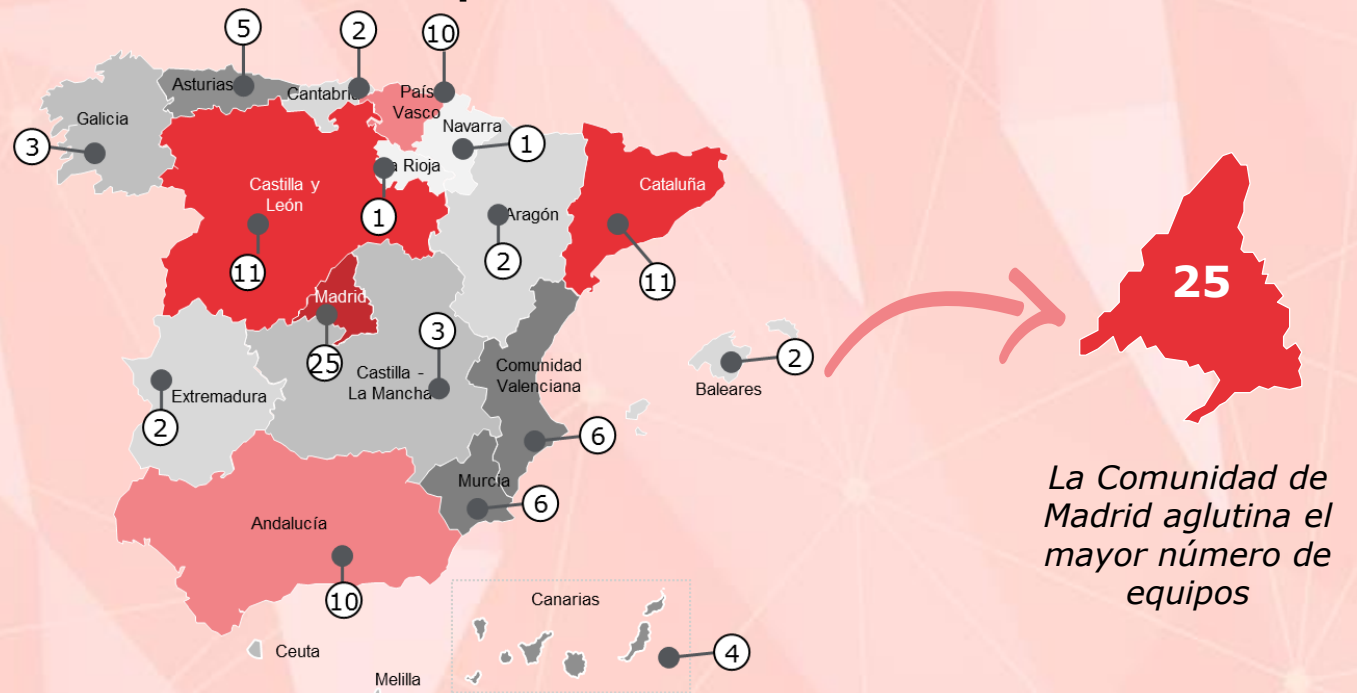 5
2
10
Asturias
Cantabria
País
Vasco
Galicia
Navarra
3
1
La Rioja
Castilla y
León
Cataluña
1
Aragón
2
11
11
Madrid
25
3
25
Castilla -
La Mancha
Comunidad
Valenciana
2
Baleares
Extremadura
2
6
Murcia
6
La Comunidad de
Madrid aglutina el
mayor número de
equipos
Andalucía
10
Canarias
4
Ceuta
Melilla